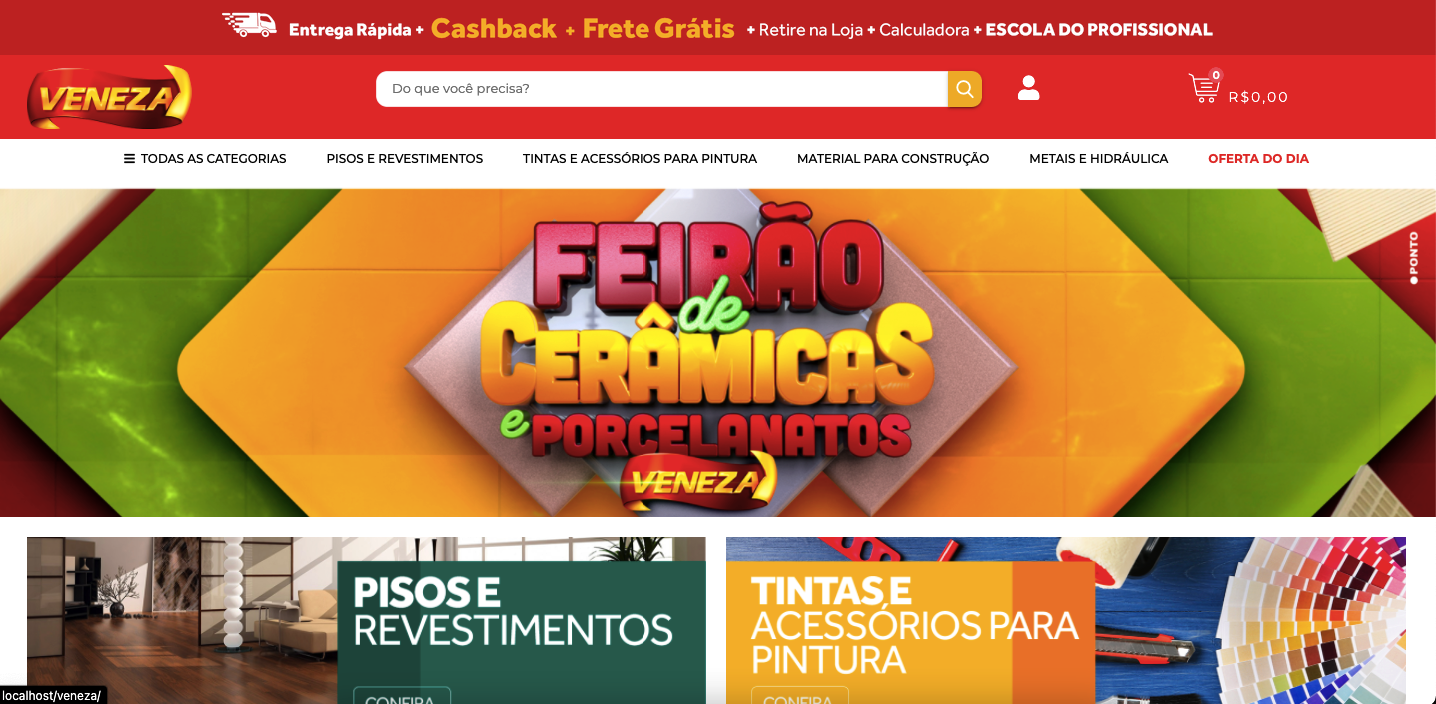 Entrega Rápida + Cashback + Frete Grátis + Retire na Loja + Calculadora + ESCOLA DO PROFISSIONAL
VENEZA
Do que você precisa?
0
R$0,00
TODAS AS CATEGORIAS
PISOS E REVESTIMENTOS
TINTAS E ACESSÓRIOS PARA PINTURA
MATERIAL PARA CONSTRUÇÃO
METAIS E HIDRÁULICA
OFERTA DO DIA
FEIRÃO
de
CERÂMICAS
e PORCELANATOS
VENEZA
PONTO
PISOS E
REVESTIMENTOS
CONFIRA
TINTAS E
ACESSÓRIOS PARA
PINTURA
CONFIRA
localhost/veneza/